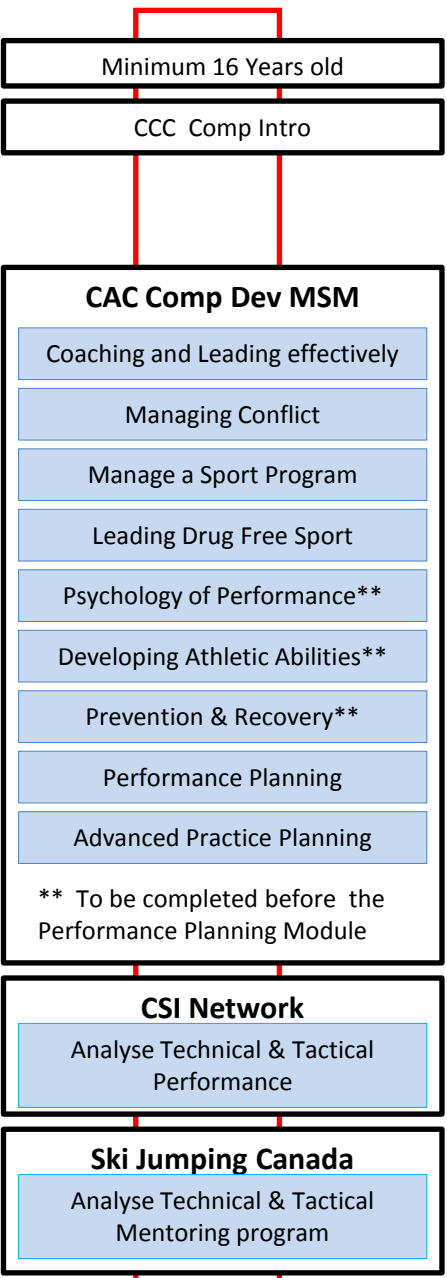 Minimum 16 Years old
CCC Comp Intro
CAC Comp Dev MSM
Coaching and Leading effectively
Managing Conflict
Manage a Sport Program
Leading Drug Free Sport
Psychology of Performance**
Developing Athletic Abilities**
Prevention & Recovery**
Performance Planning
Advanced Practice Planning
** To be completed before the
Performance Planning Module
CSI Network
Analyse Technical & Tactical
Performance
Ski Jumping Canada
Analyse Technical & Tactical
Mentoring program